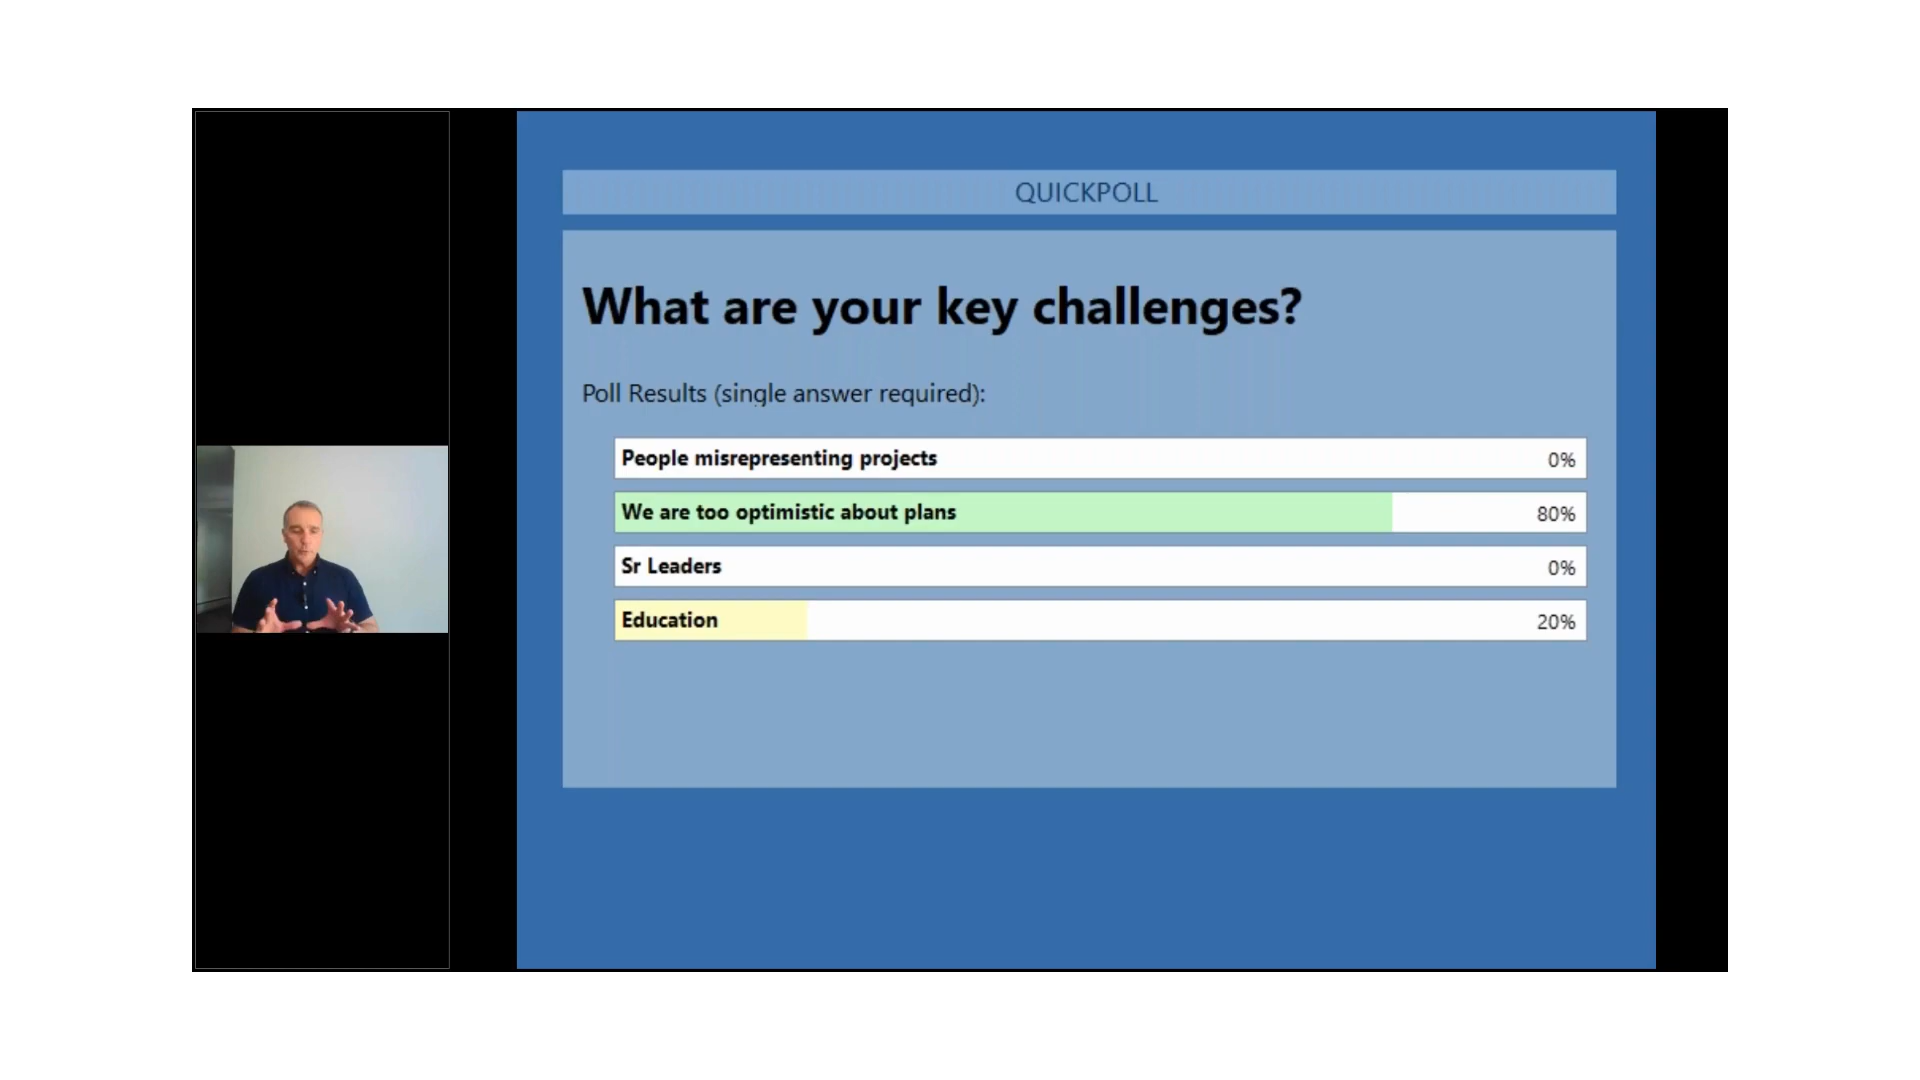 QUICKPOLL
What are your key challenges?
Poll Results (single answer required):
People misrepresenting projects 0%
We are too optimistic about plans 80%
Sr Leaders 0%
Education 20%